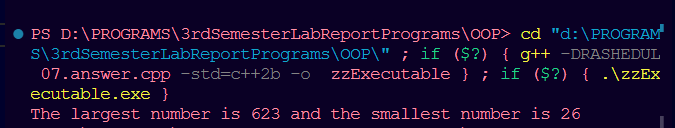 PS D:\PROGRAMS\3rdSemesterLabReportPrograms\OOP> cd "d:\PROGRAM
S\3rdSemesterLabReportPrograms\OOP\" ; if ($?) { g++ -DRASHEDUL
 07.answer.cpp -std=c++2b -o  zzExecutable } ; if ($?) { .\zzEx
ecutable.exe }
The largest number is 623 and the smallest number is 26